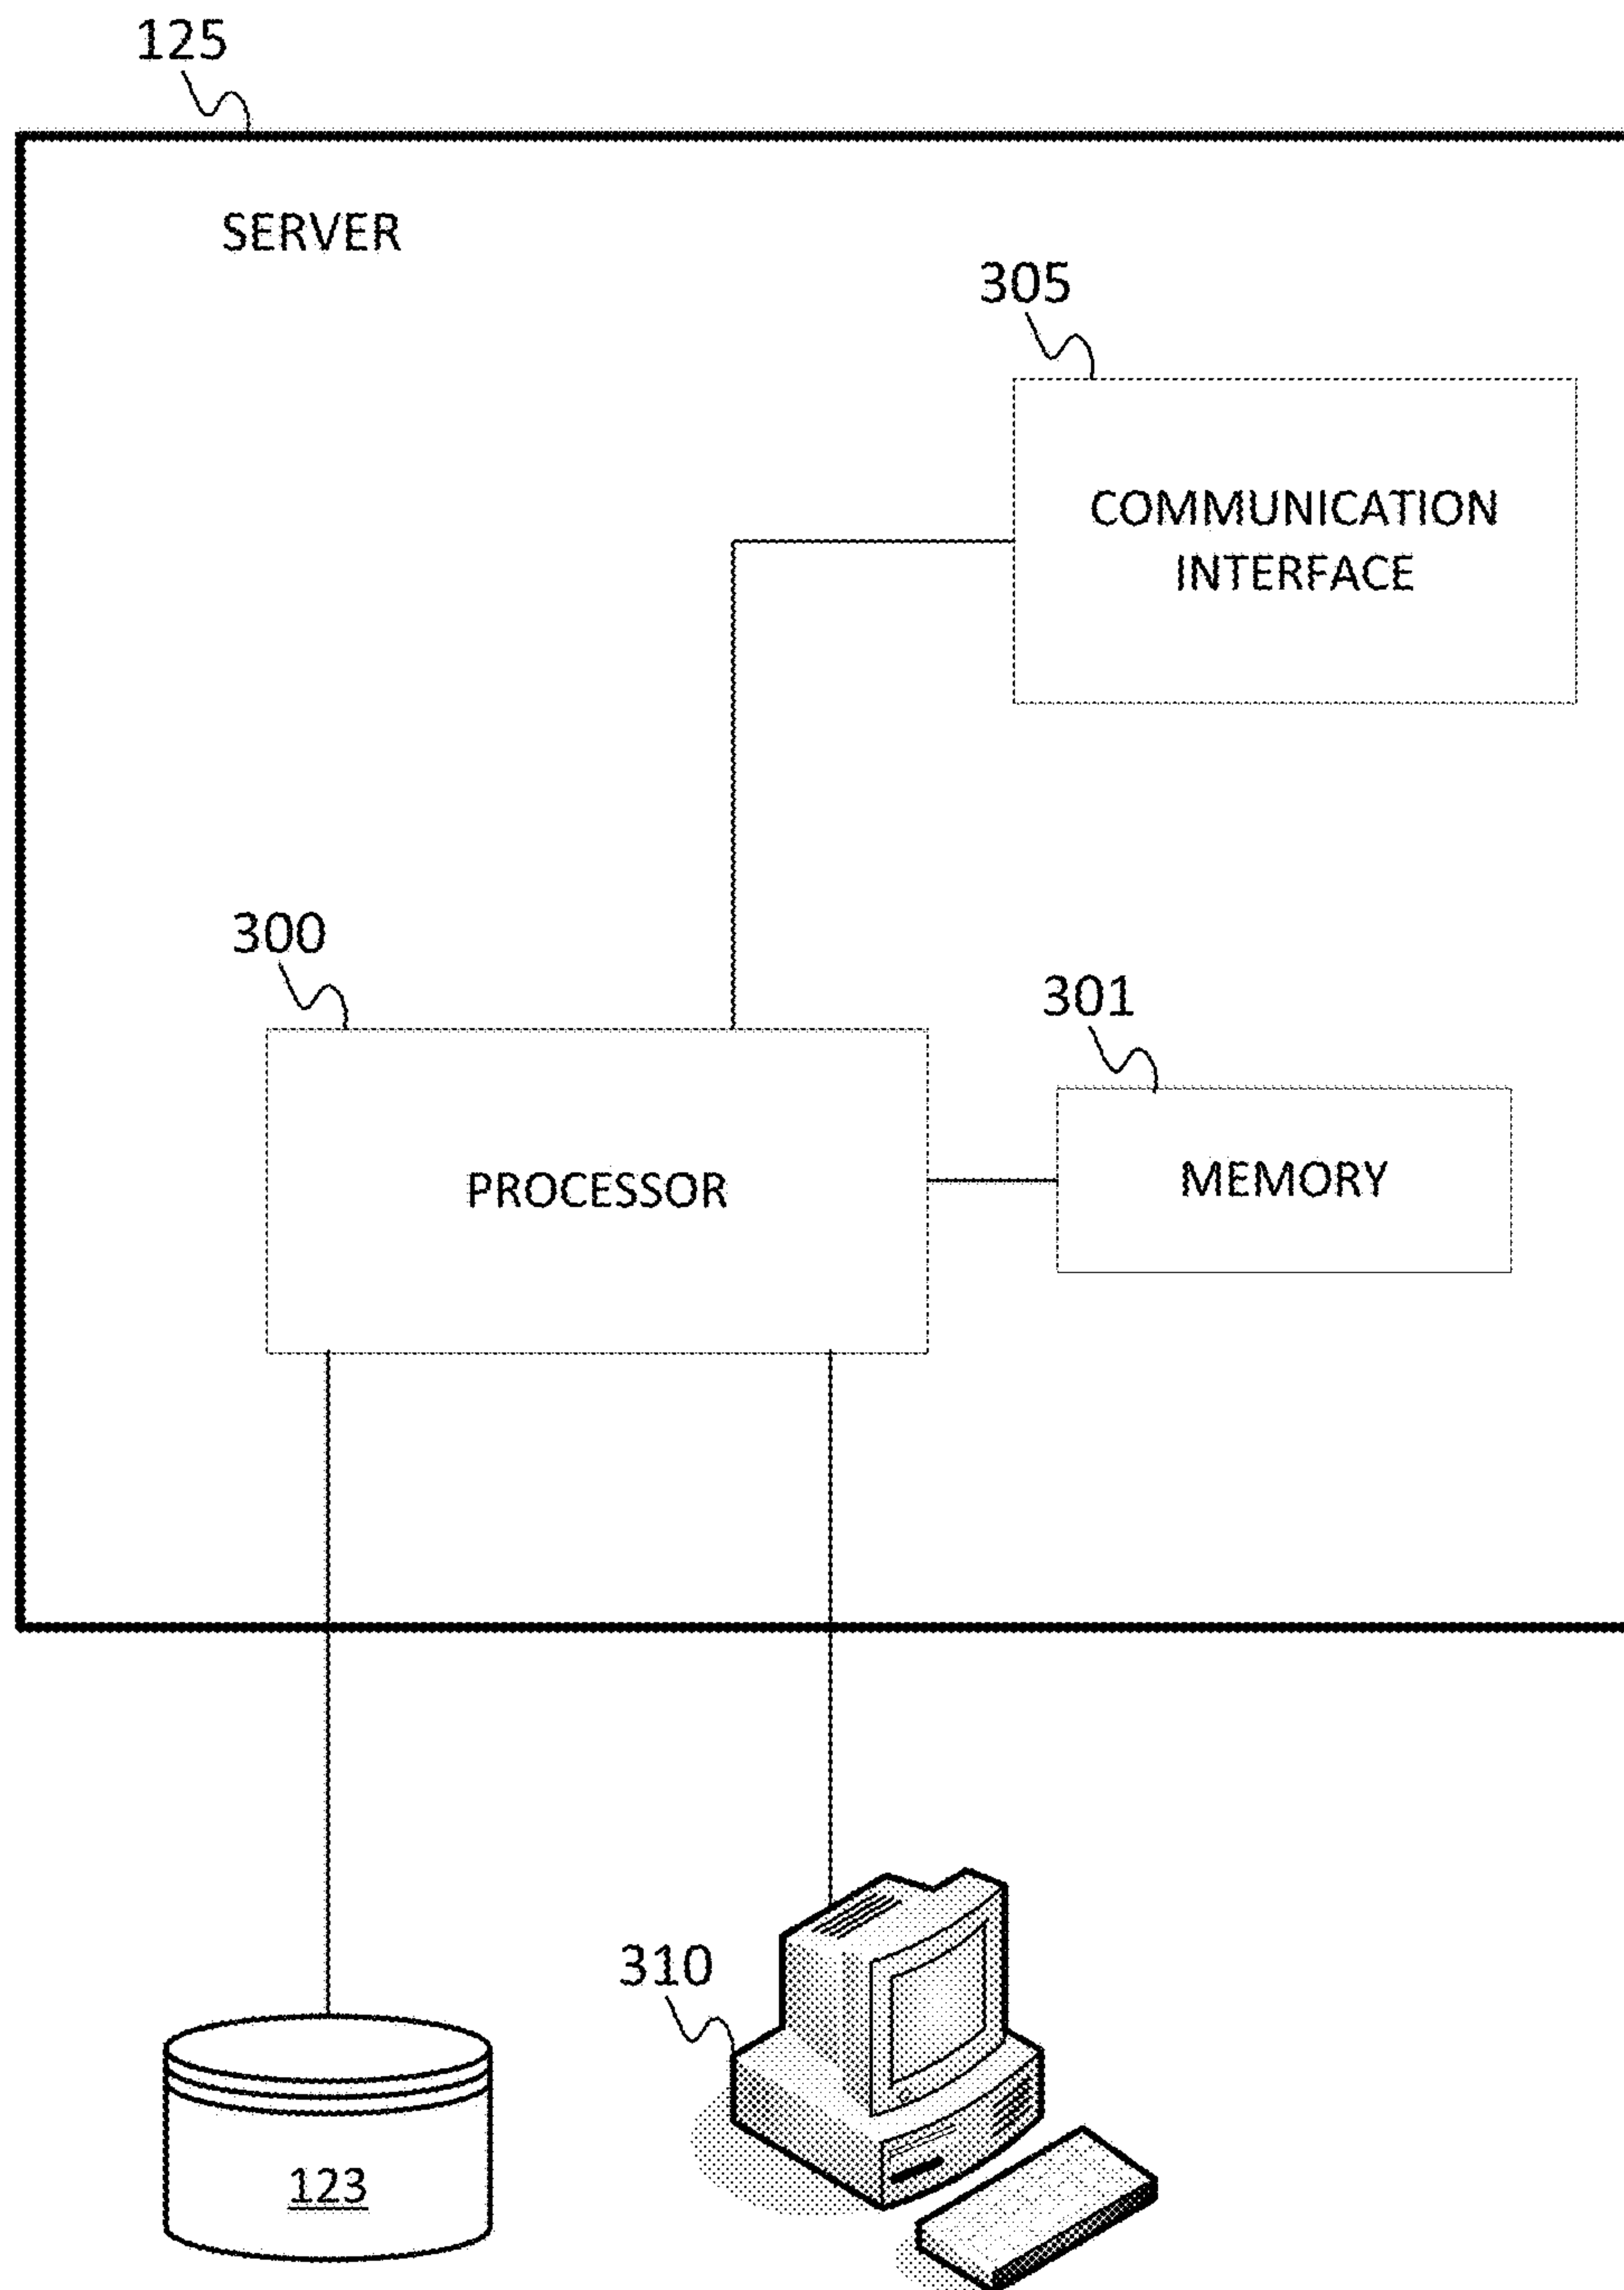 125
SERVER
305
COMMUNICATION
INTERFACE
300
301
PROCESSOR
MEMORY
310
123